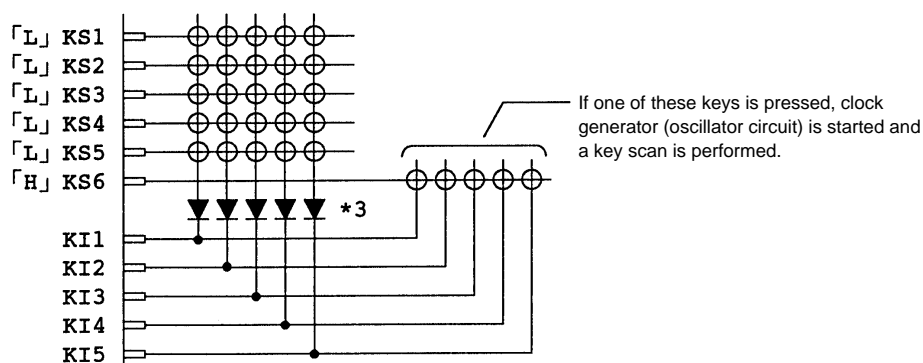 「L」 KS1
「L」 KS2
「L」 KS3
「L」 KS4
「L」 KS5
「H」 KS6
If one of these keys is pressed, clock
generator (oscillator circuit) is started and
a key scan is performed.
*3
KI1
KI2
KI3
KI4
KI5